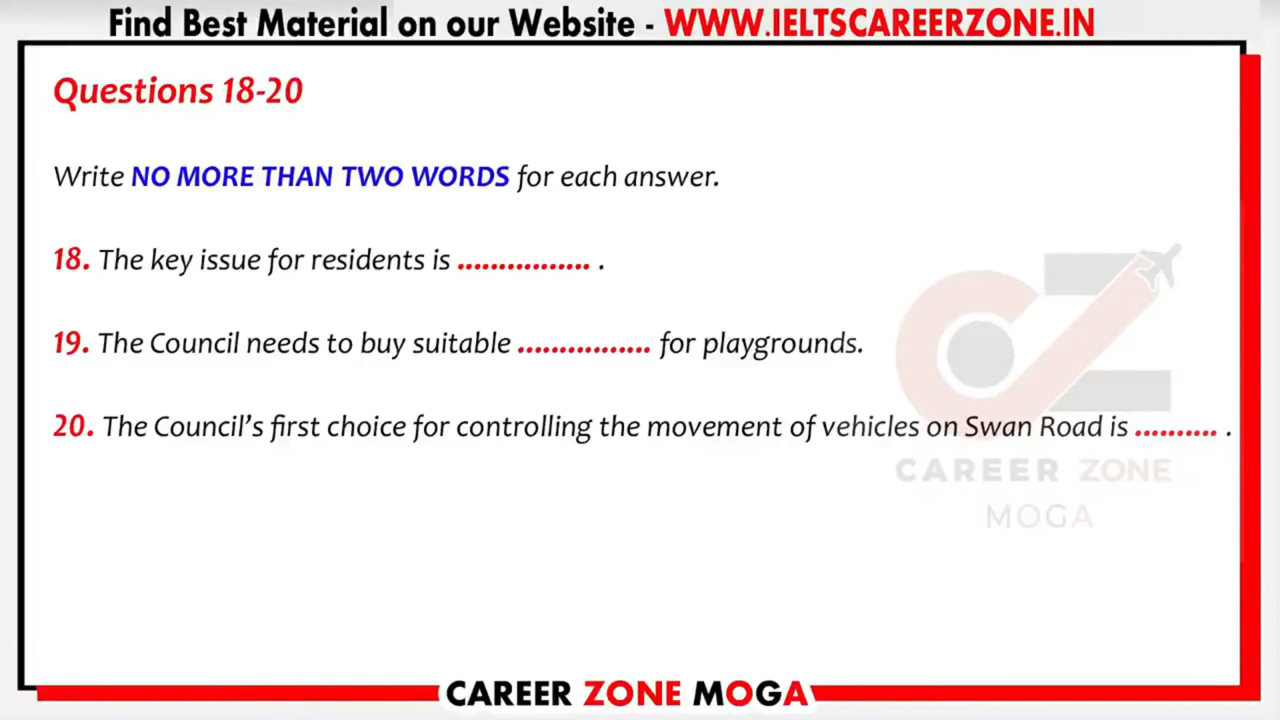 Find Best Material on our Website - WWW.IELTSCAREERZONE.IN
Questions 18-20
Write NO MORE THAN TWO WORDS for each answer.
18. The key issue for residents is ................ .
19. The Council needs to buy suitable ................ for playgrounds.
20. The Council's first choice for controlling the movement of vehicles on Swan Road is .......... .
CAREER ZONE
MOGA
CAREER ZONE MOGA